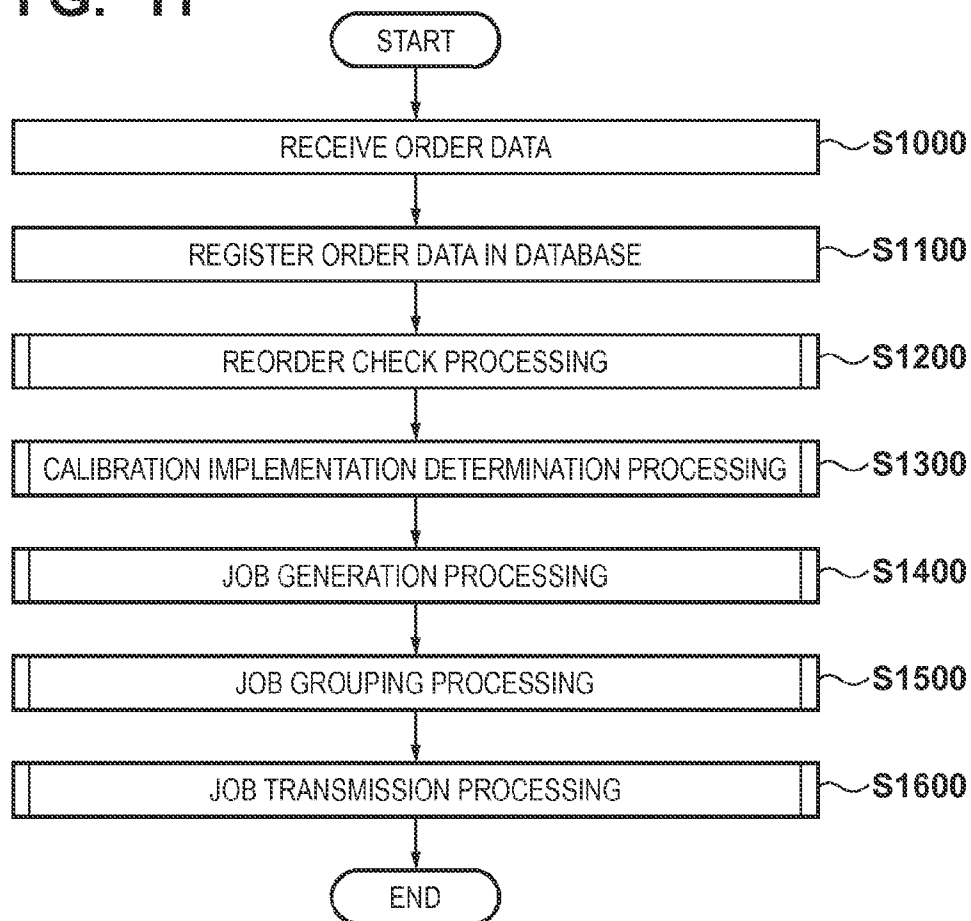 START
RECEIVE ORDER DATA
S1000
REGISTER ORDER DATA IN DATABASE
S1100
REORDER CHECK PROCESSING
S1200
CALIBRATION IMPLEMENTATION DETERMINATION PROCESSING
S1300
JOB GENERATION PROCESSING
S1400
JOB GROUPING PROCESSING
S1500
JOB TRANSMISSION PROCESSING
S1600
END